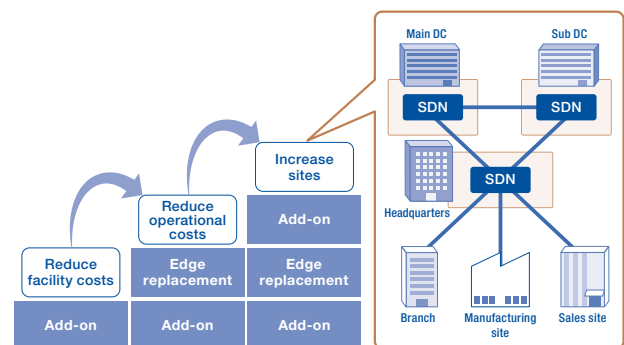 Reduce
facility costs
Add-on
Reduce
operational
costs
Edge
replacement
Add-on
Increase
sites
Add-on
Edge
replacement
Add-on
Main DC
Sub DC
SDN
SDN
SDN
Headquarters
Branch
Manufacturing
site
Sales site